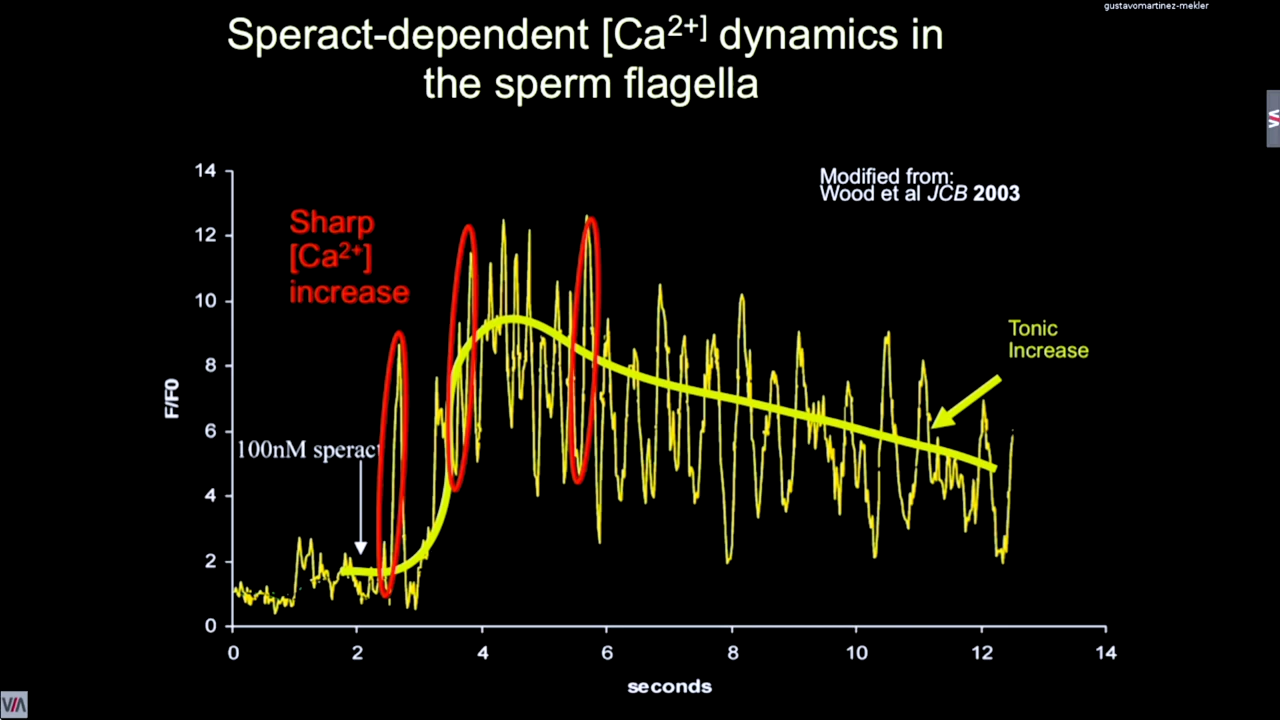 gustavomartinez-mekler
Speract-dependent [Ca2+] dynamics in
the sperm flagella
Modified from:
Wood et al JCB 2003
Sharp
[Ca2+]
increase
Tonic
Increase
100nM speract
F/F0
14
12
10
8
6
4
2
0
0 2 4 6 8 10 12 14
seconds
VIA